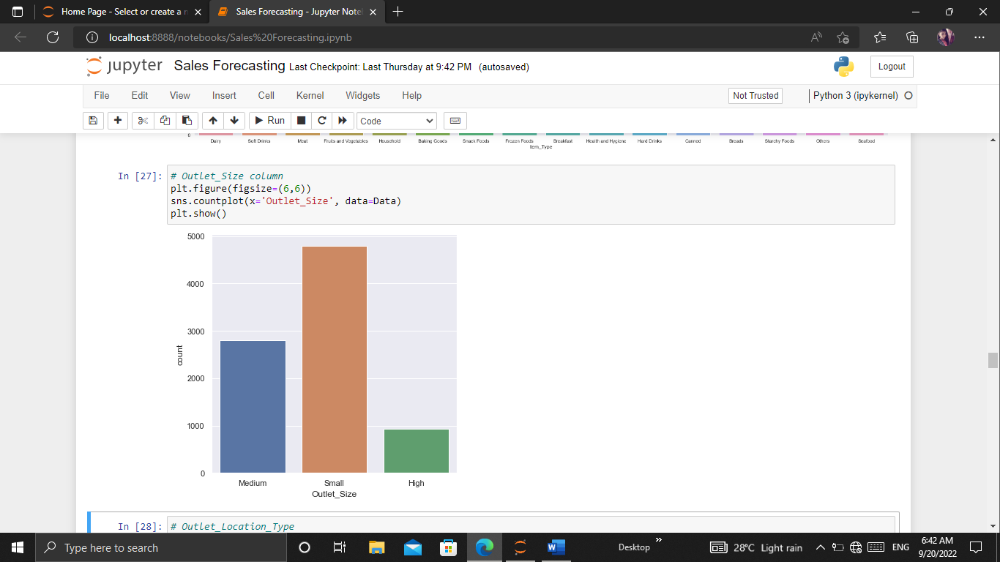 Home Page - Select or create a n
Sales Forecasting - Jupyter Note
localhost:8888/notebooks/Sales%20Forecasting.ipynb
jupyter Sales Forecasting Last Checkpoint: Last Thursday at 9:42 PM (autosaved)
Logout
File Edit View Insert Cell Kernel Widgets Help
Not Trusted
Python 3 (ipykernel)
Run
Code
0
Dairy Soft Drinks Meat Fruits and Vegetables Household Baking Goods Snack Foods Frozen Foods Breakfast Health and Hygiene Hard Drinks Canned Breads Starchy Foods Others Seafood
Item_Type
In [27]: # Outlet_Size column
plt.figure(figsize=(6,6))
sns.countplot(x='Outlet_Size', data=Data)
plt.show()
5000
4000
3000
2000
1000
0
count
Medium Small High
Outlet_Size
In [28]: # Outlet_Location_Type
Type here to search
Desktop
28°C Light rain
ENG
6:42 AM
9/20/2022